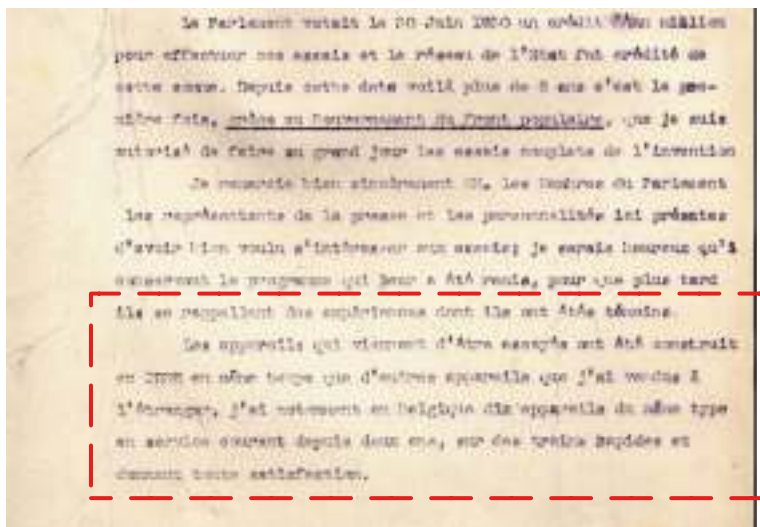 Le Parlement votait le 20 Juin 1930 un crédit d'un million
pour effectuer nos essais et le réseau de l'Etat fut crédité de
cette somme. Depuis cette date voilà plus de 8 ans c'est la pre-
mière fois, grâce au Gouvernement du Front populaire, que je suis
autorisé de faire au grand jour les essais complets de l'invention
Je remercie bien sincèrement MM. les Membres du Parlement
les représentants de la presse et les personnalités ici présentes
d'avoir bien voulu s'intéresser aux essais; je serais heureux qu'
le programme qui leur a été remis, pour que plus tard
ils se rappellent des expériences dont ils ont étés témoins.
Les appareils qui viennent d'être essayés ont été construit
en en même temps que d'autres appareils que j'ai vendus à
l'étranger, j'ai notamment en Belgique dix appareils du même type
en service courant depuis deux ans, sur des trains Rapides et
donnant toute satisfaction.